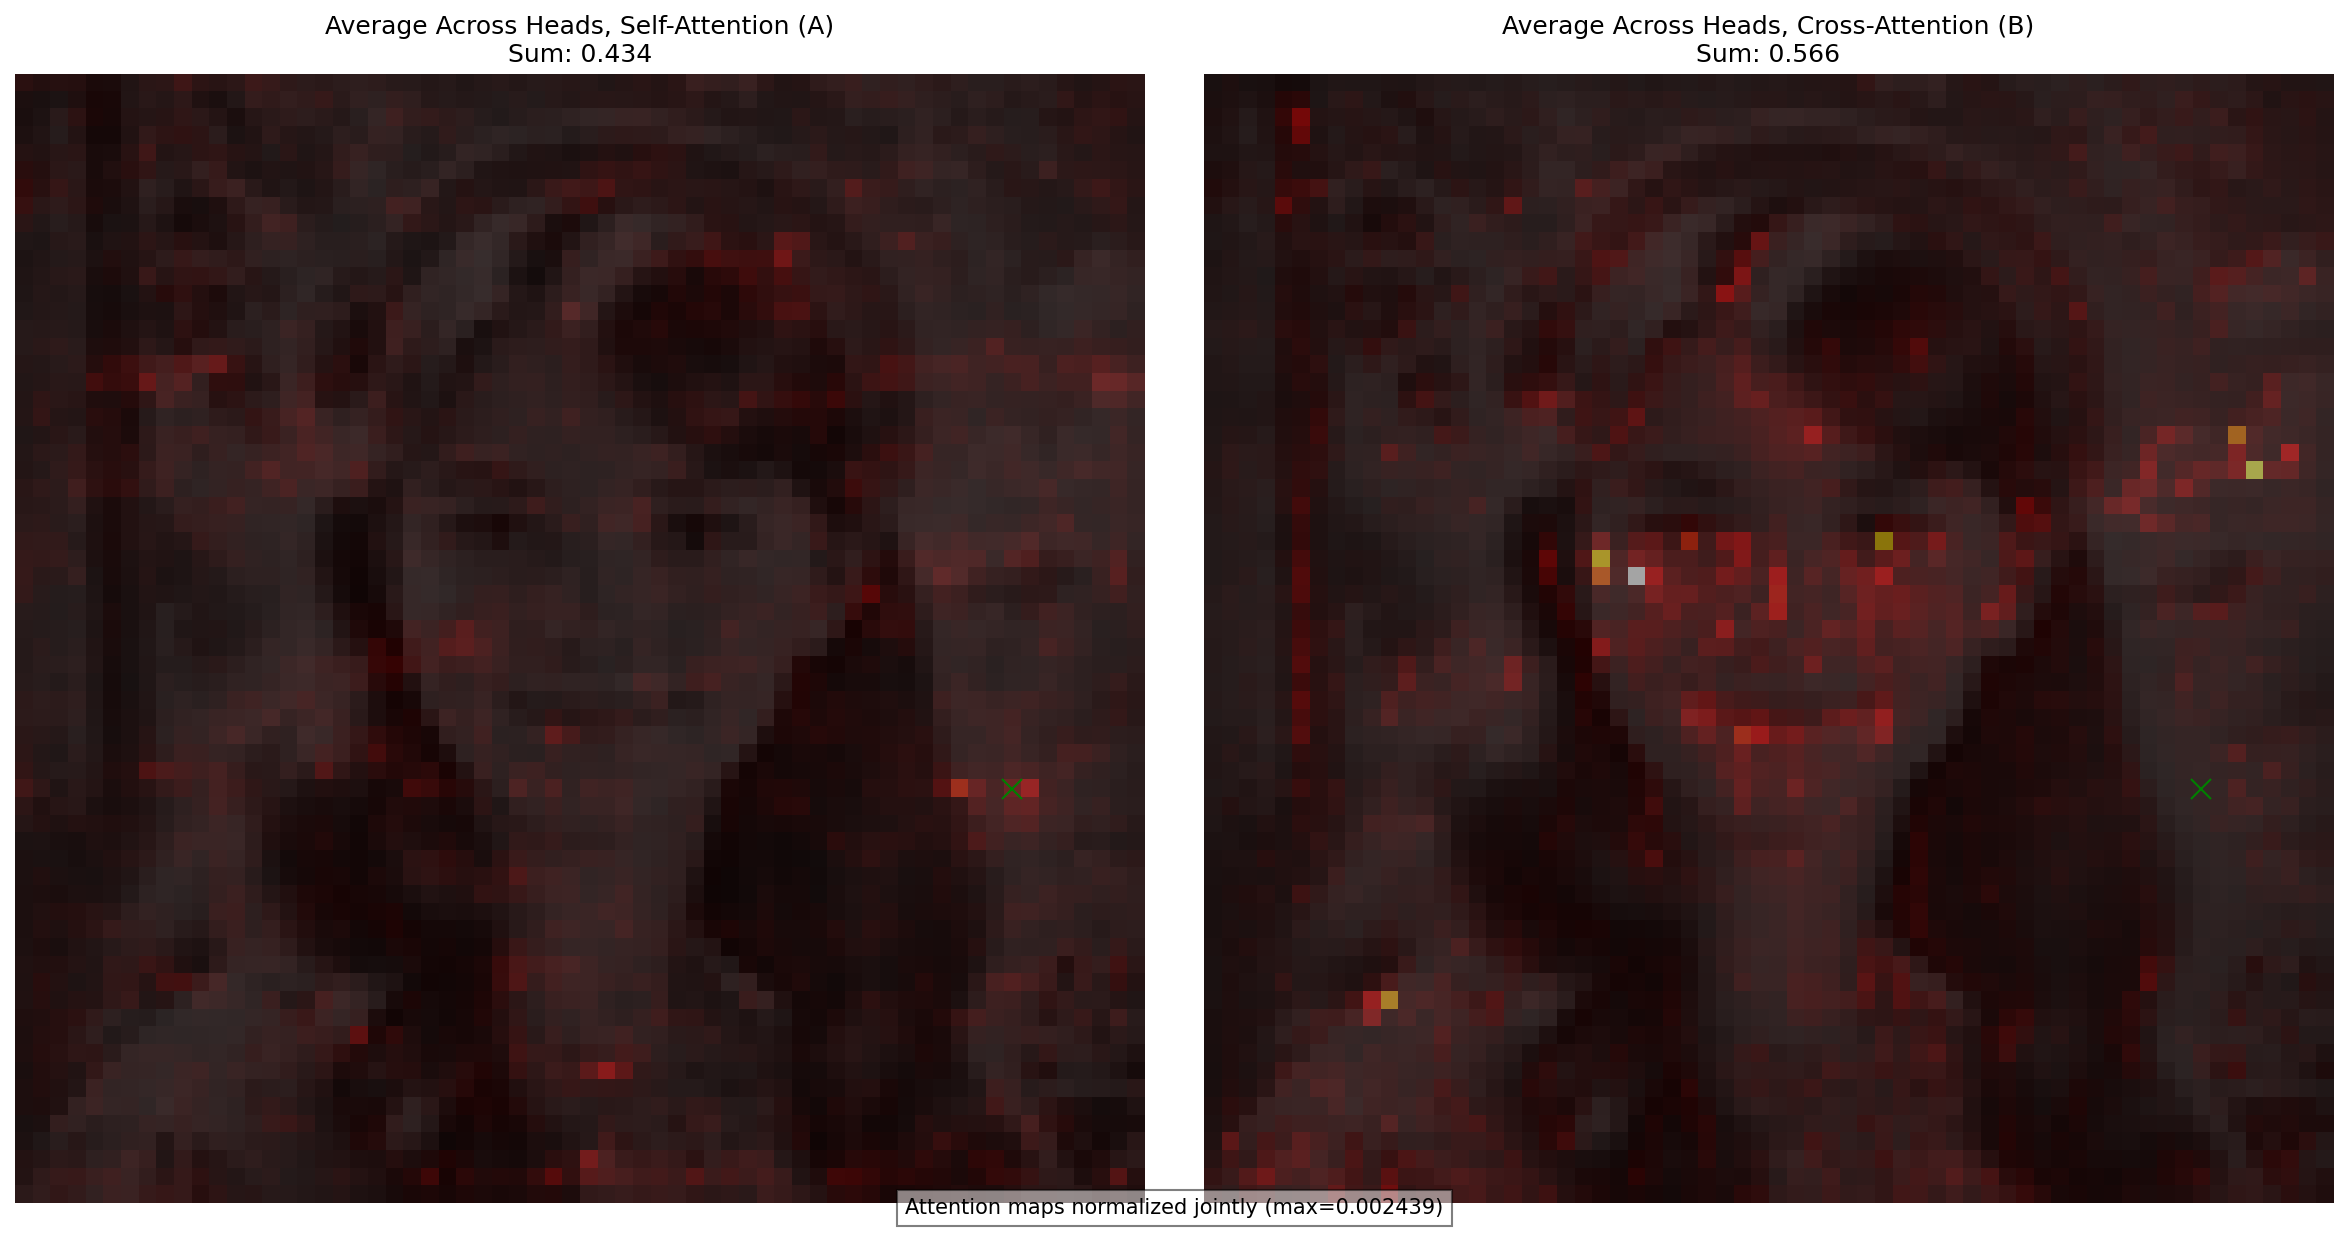 Average Across Heads, Self-Attention (A)
Sum: 0.434
Average Across Heads, Cross-Attention (B)
Sum: 0.566
Attention maps normalized jointly (max=0.002439)